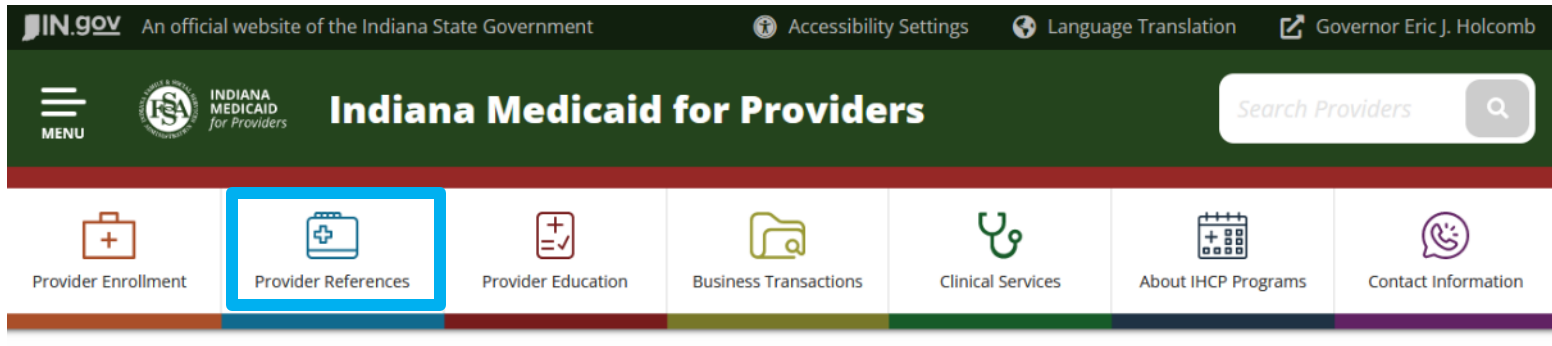 IN.gov An official website of the Indiana State Government Accessibility Settings Language Translation Governor Eric J. Holcomb
MENU
FSSA
INDIANA
MEDICAID
for Providers
Indiana Medicaid for Providers
Search Providers
Provider Enrollment Provider References Provider Education Business Transactions Clinical Services About IHCP Programs Contact Information